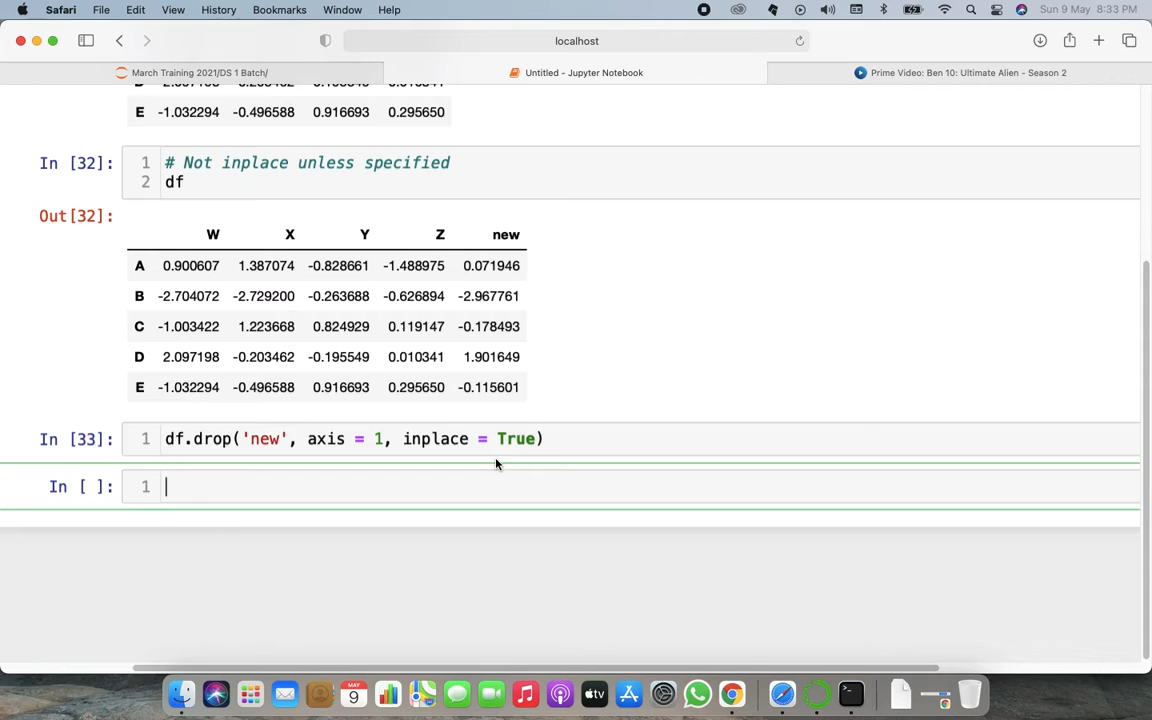 Safari File Edit View History Bookmarks Window Help Sun 9 May 8:33 PM
localhost
March Training 2021/DS 1 Batch/ Untitled - Jupyter Notebook Prime Video: Ben 10: Ultimate Alien - Season 2
E -1.032294 -0.496588 0.916693 0.295650
In [32]: 1 # Not inplace unless specified
2 df
Out[32]:
W X Y Z new
A 0.900607 1.387074 -0.828661 -1.488975 0.071946
B -2.704072 -2.729200 -0.263688 -0.626894 -2.967761
C -1.003422 1.223668 0.824929 0.119147 -0.178493
D 2.097198 -0.203462 -0.195549 0.010341 1.901649
E -1.032294 -0.496588 0.916693 0.295650 -0.115601
In [33]: 1 df.drop('new', axis = 1, inplace = True)
In [ ]: 1
MAY
9
tv